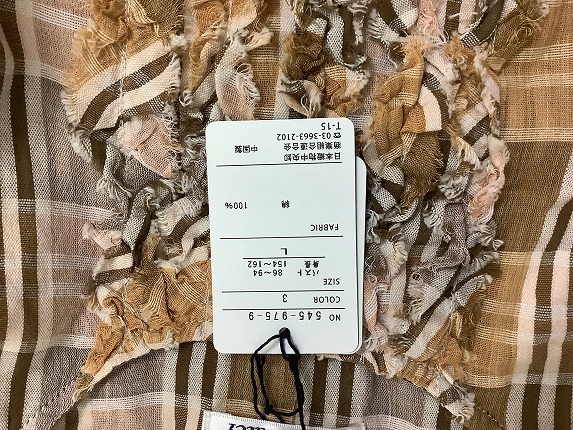 NO 545-975-9
COLOR 3
SIZE
バスト 86～94
身長 154～162
L
FABRIC
綿 100%
日本織物中央卸
商業組合連合会 中国製
☎03-3663-2102
T-15